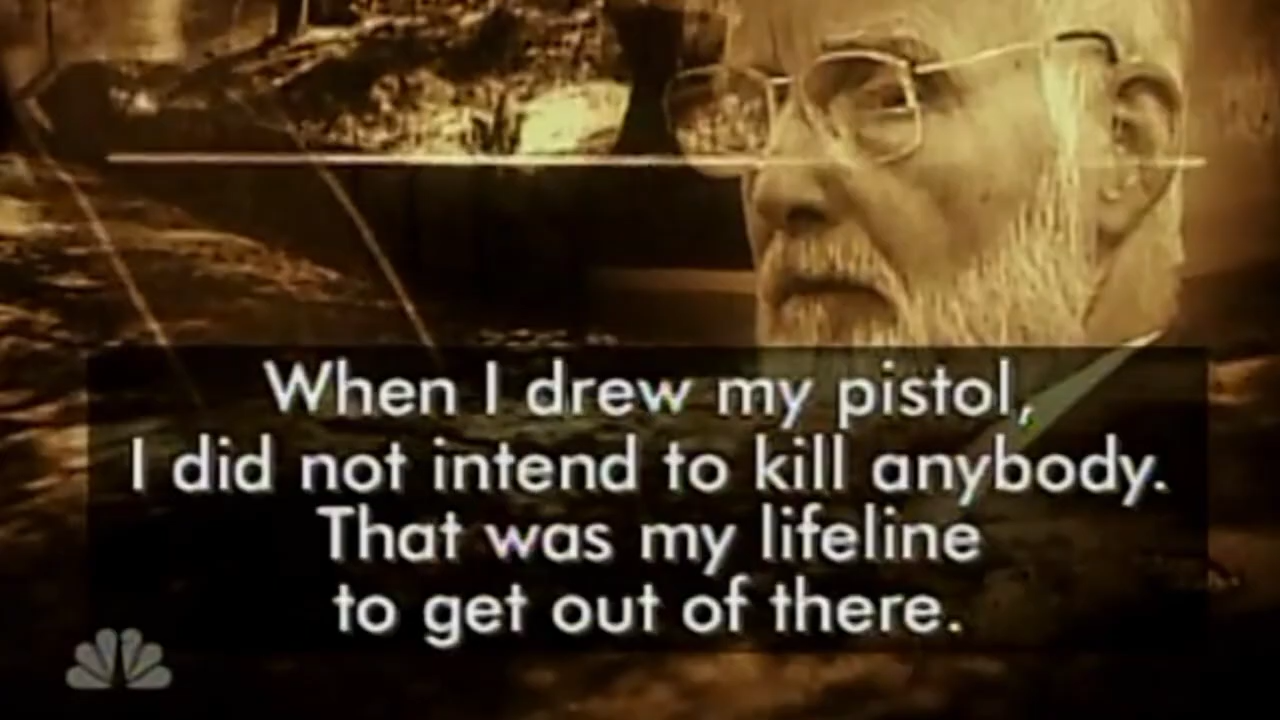 When I drew my pistol,
I did not intend to kill anybody.
That was my lifeline
to get out of there.